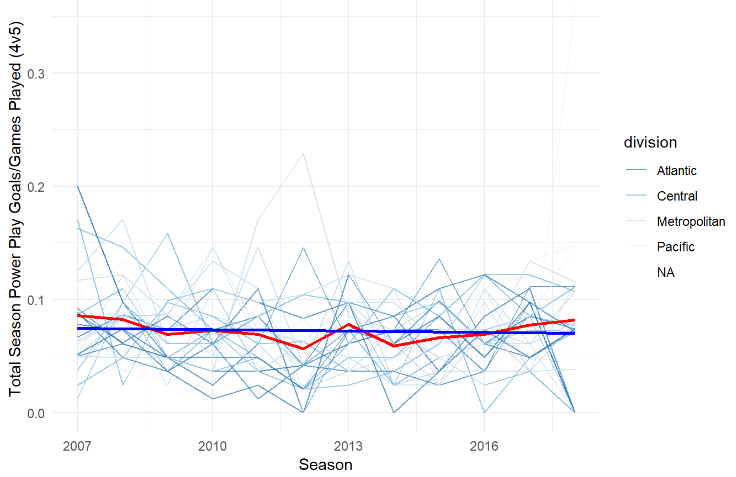 Total Season Power Play Goals/Games Played (4v5)
0.3
0.2
0.1
0.0
2007
2010
2013
2016
Season
division
Atlantic
Central
Metropolitan
Pacific
NA